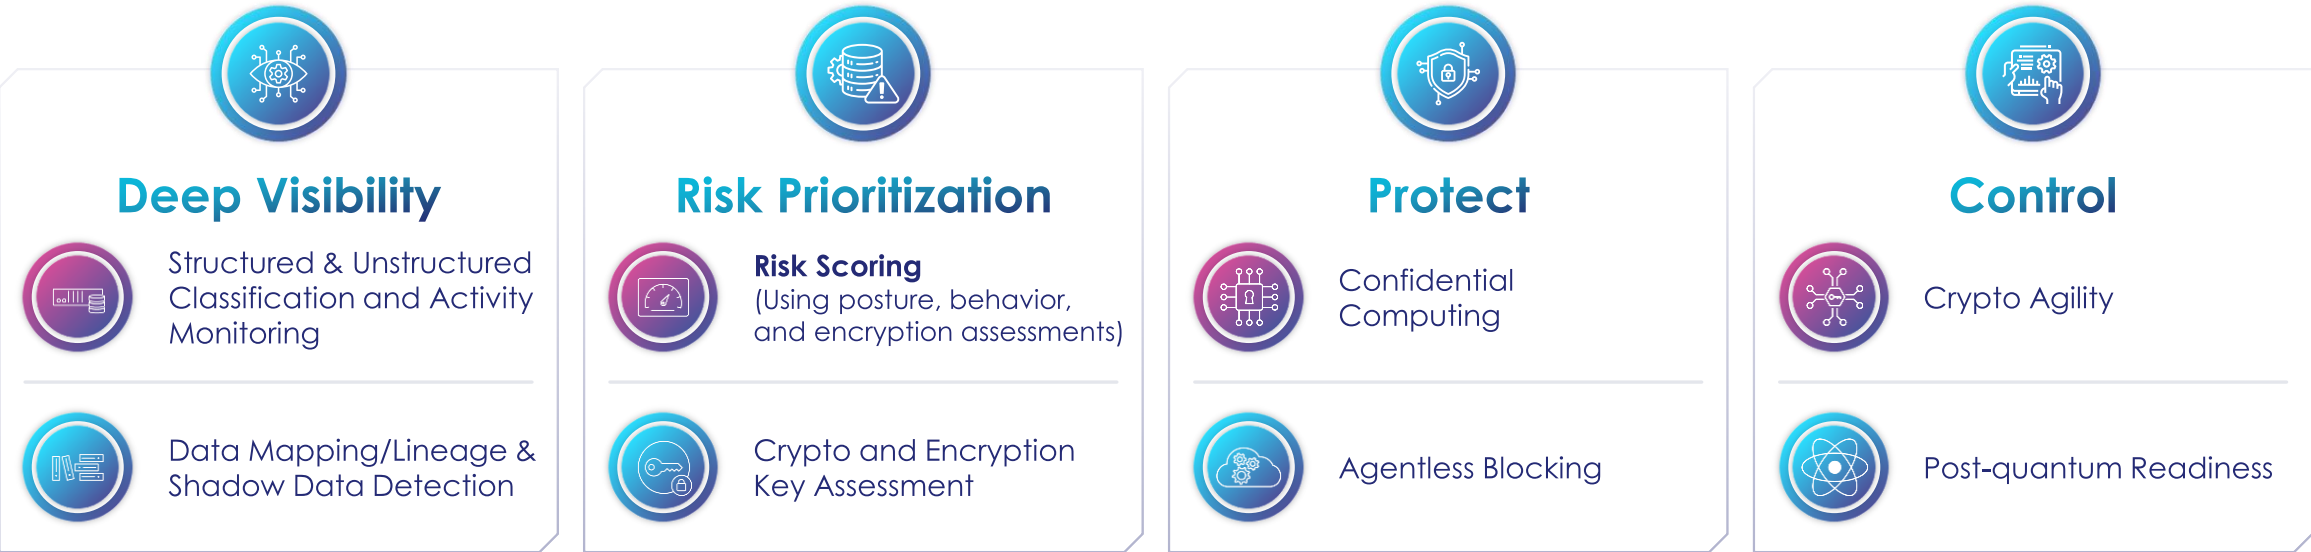 Deep Visibility
Structured & Unstructured
Classification and Activity
Monitoring
Data Mapping/Lineage &
Shadow Data Detection
Risk Prioritization
Risk Scoring
(Using posture, behavior,
and encryption assessments)
Crypto and Encryption
Key Assessment
Protect
Confidential
Computing
Agentless Blocking
Control
Crypto Agility
Post-quantum Readiness